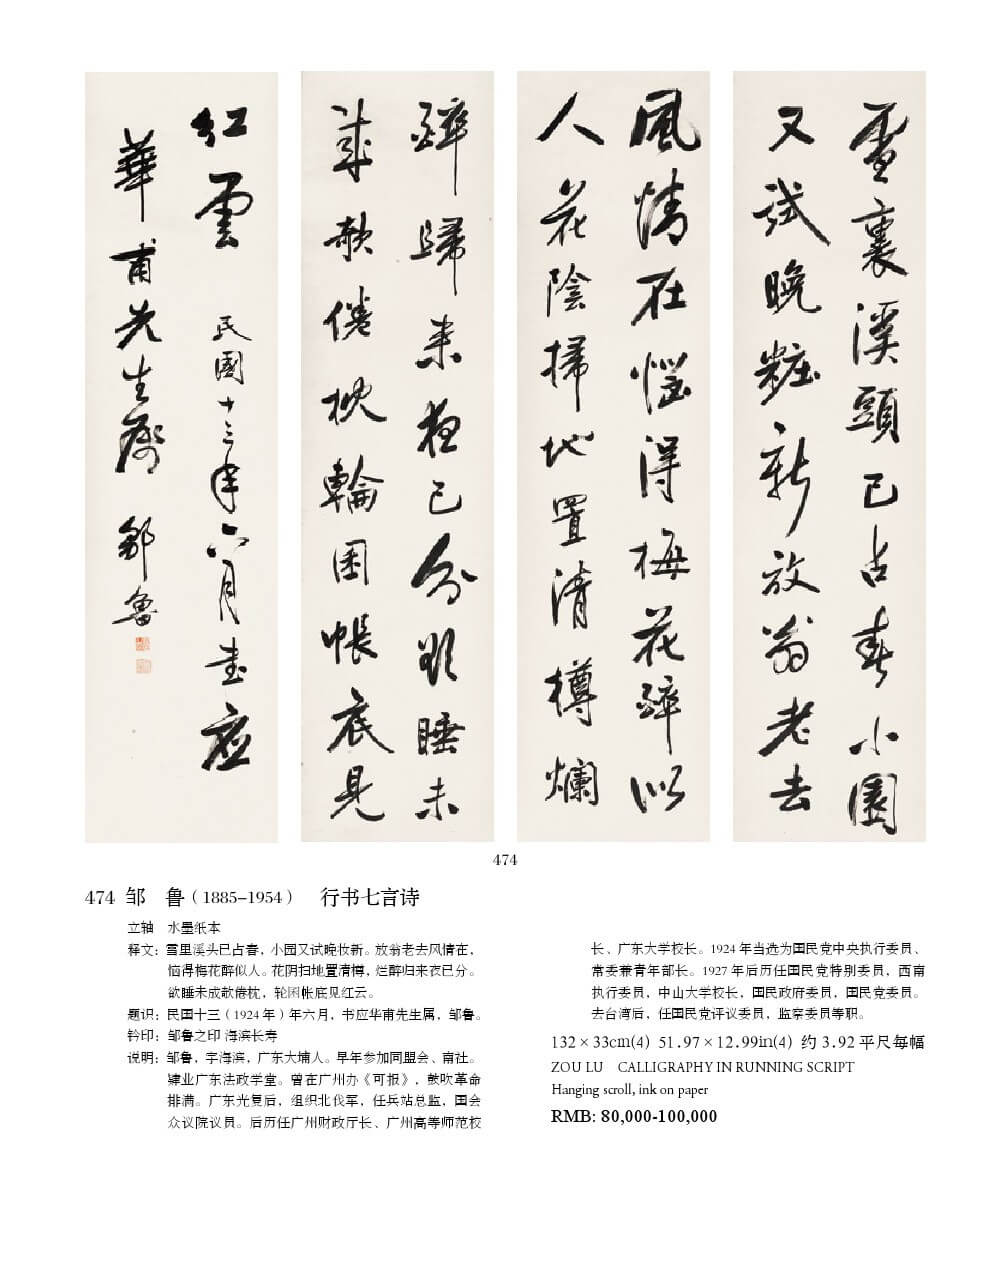 雪裏溪頭已占春小園
又試晚粧新放翁老去
風情在惱得梅花醉似
人花陰掃地置清樽爛
醉歸來夜已分欲睡未
成欹倦枕輪囷帳底見
紅雲 民國十三年六月書應
華甫先生屬 鄒魯
474
474 邹 鲁（1885–1954） 行书七言诗
立轴 水墨纸本
释文：雪里溪头已占春，小园又试晚妆新。放翁老去风情在，
恼得梅花醉似人。花阴扫地置清樽，烂醉归来夜已分。
欲睡未成欹倦枕，轮囷帐底见红云。
题识：民国十三（1924 年）年六月，书应华甫先生属，邹鲁。
钤印：邹鲁之印 海滨长寿
说明：邹鲁，字海滨，广东大埔人。早年参加同盟会、南社。
肄业广东法政学堂。曾在广州办《可报》，鼓吹革命
排满。广东光复后，组织北伐军，任兵站总监，国会
众议院议员。后历任广州财政厅长、广州高等师范校
长、广东大学校长。1924 年当选为国民党中央执行委员、
常委兼青年部长。1927 年后历任国民党特别委员，西南
执行委员，中山大学校长，国民政府委员，国民党委员。
去台湾后，任国民党评议委员，监察委员等职。
132 × 33cm(4) 51.97 × 12.99in(4) 约 3.92 平尺每幅
ZOU LU CALLIGRAPHY IN RUNNING SCRIPT
Hanging scroll, ink on paper
RMB: 80,000-100,000